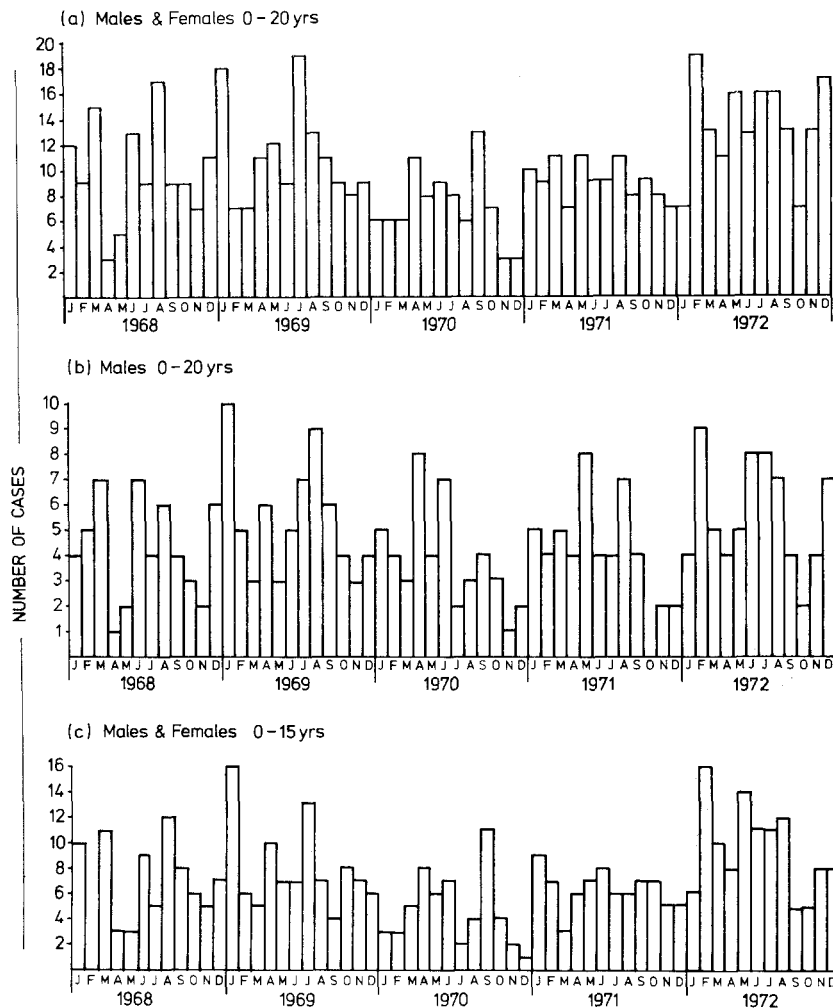 (a) Males & Females 0-20 yrs
20
18
16
14
12
10
8
6
4
2
J F M A M J J A S O N D J F M A M J J A S O N D J F M A M J J A S O N D J F M A M J J A S O N D J F M A M J J A S O N D
1968 1969 1970 1971 1972
(b) Males 0-20 yrs
NUMBER OF CASES
10
9
8
7
6
5
4
3
2
1
J F M A M J J A S O N D J F M A M J J A S O N D J F M A M J J A S O N D J F M A M J J A S O N D J F M A M J J A S O N D
1968 1969 1970 1971 1972
(c) Males & Females 0-15 yrs
16
14
12
10
8
6
4
2
J F M A M J J A S O N D J F M A M J J A S O N D J F M A M J J A S O N D J F M A M J J A S O N D J F M A M J J A S O N D
1968 1969 1970 1971 1972